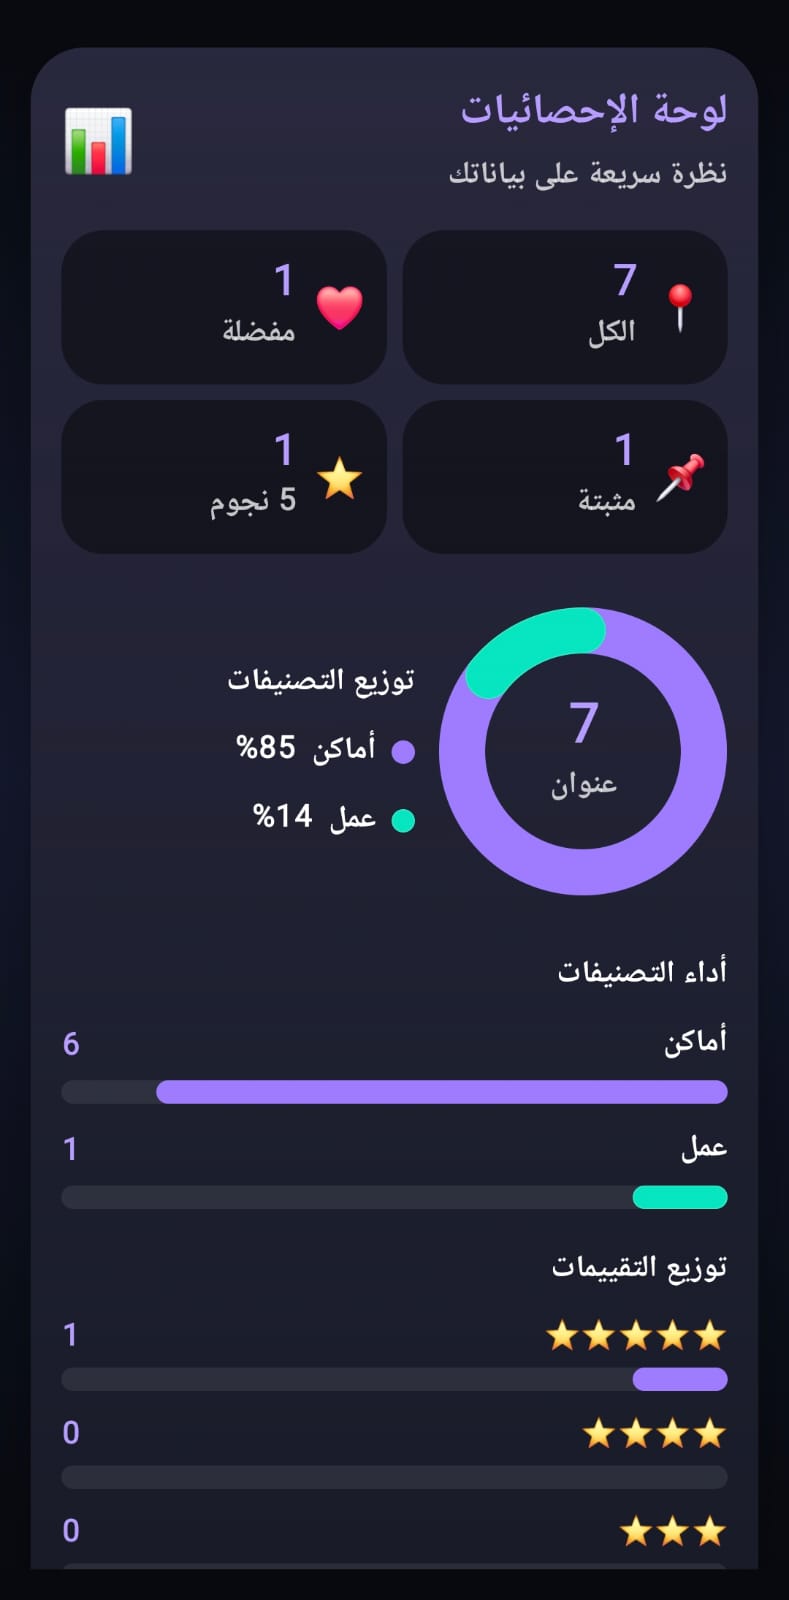 لوحة الإحصائيات
نظرة سريعة على بياناتك
7
الكل
1
مفضلة
1
مثبتة
1
5 نجوم
7
عنوان
توزيع التصنيفات
أماكن 85%
عمل 14%
أداء التصنيفات
أماكن 6
عمل 1
توزيع التقييمات
⭐⭐⭐⭐⭐ 1
⭐⭐⭐⭐ 0
⭐⭐⭐ 0